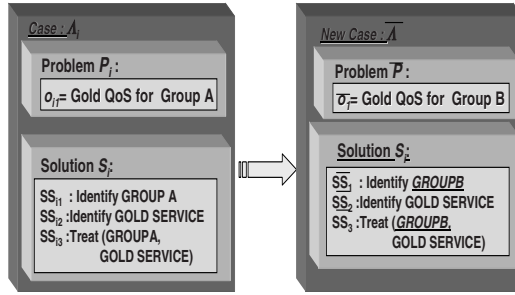 Case : Λi
Problem Pi :
oi1= Gold QoS for Group A
Solution Si:
SSi1 : Identify GROUP A
SSi2 :Identify GOLD SERVICE
SSi3 :Treat (GROUPA,
GOLD SERVICE)
New Case : Λ̅
Problem P̅ :
o̅i= Gold QoS for Group B
Solution Si:
S̅S̅1 : Identify GROUPB
SS2 :Identify GOLD SERVICE
SS3 :Treat (GROUPB,
GOLD SERVICE)